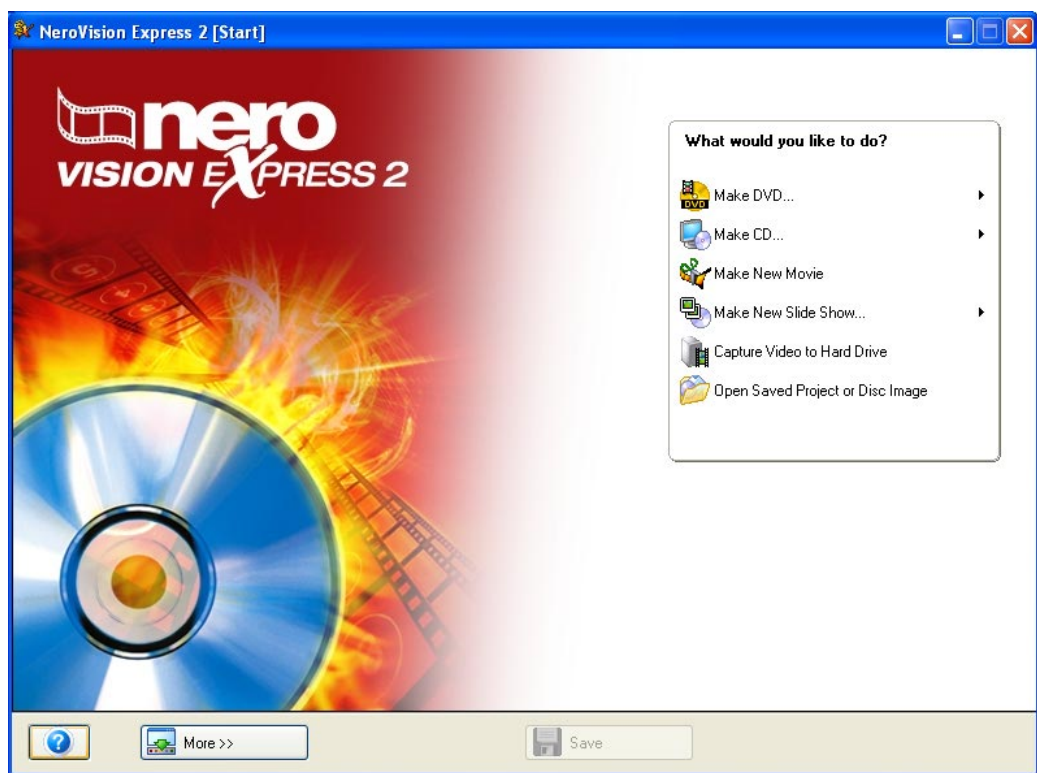 NeroVision Express 2 [Start]
nero
VISION EXPRESS 2
What would you like to do?
DVD
Make DVD...
Make CD...
Make New Movie
Make New Slide Show...
Capture Video to Hard Drive
Open Saved Project or Disc Image
?
More >>
Save